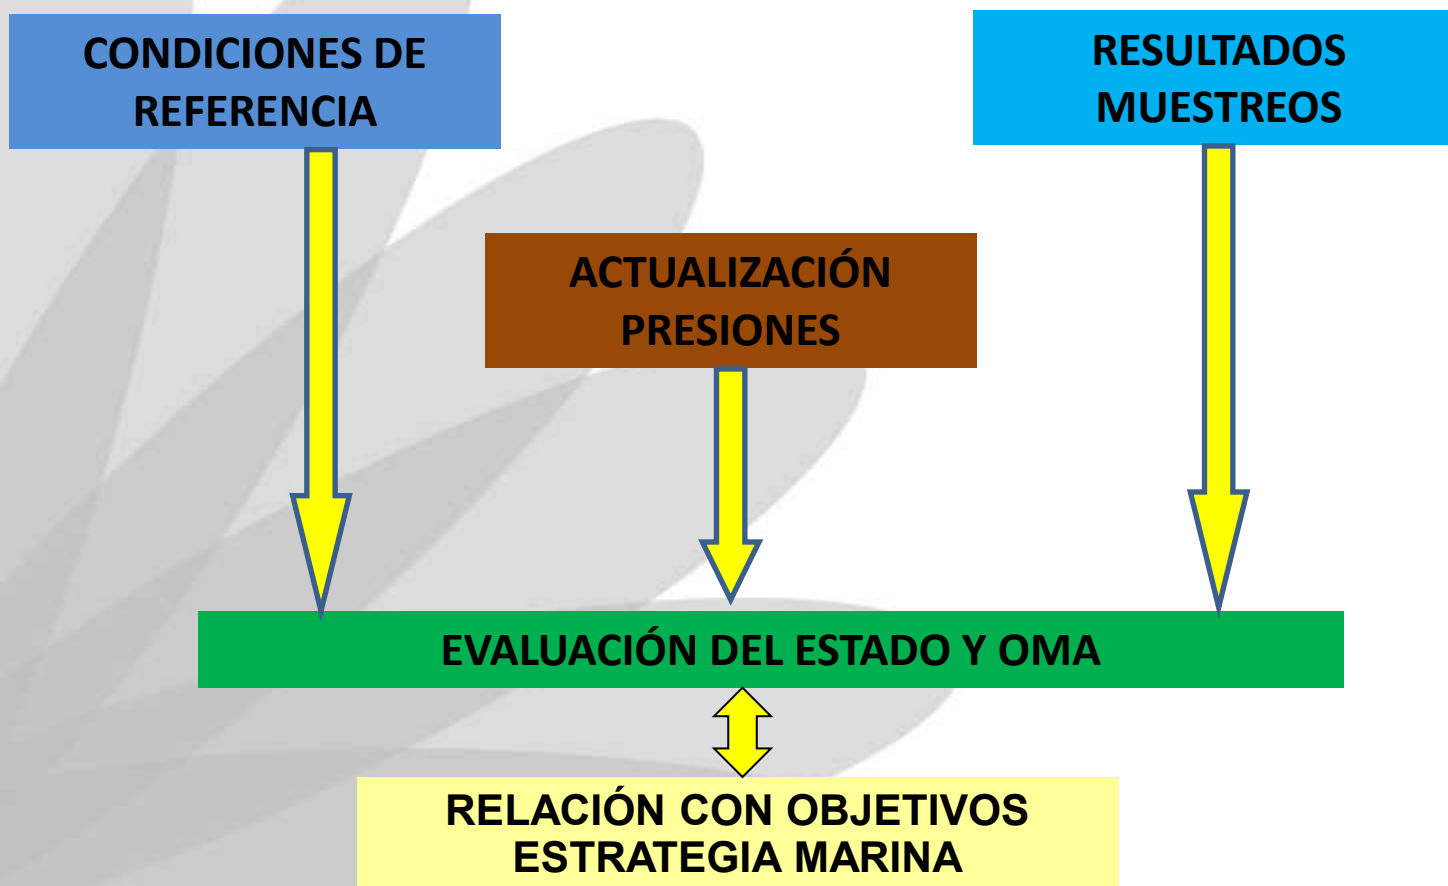 CONDICIONES DE
REFERENCIA
RESULTADOS
MUESTREOS
ACTUALIZACIÓN
PRESIONES
EVALUACIÓN DEL ESTADO Y OMA
RELACIÓN CON OBJETIVOS
ESTRATEGIA MARINA